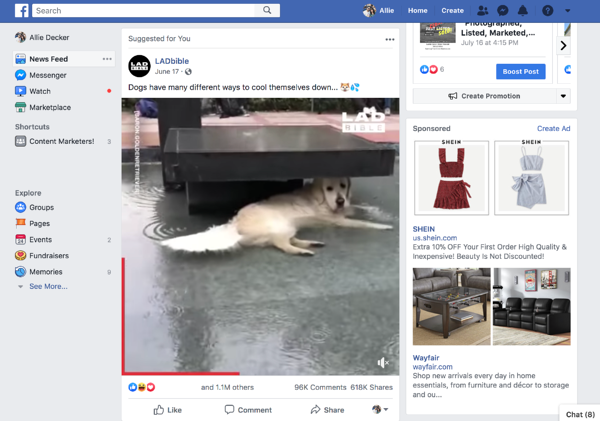 Search
Allie
Home
Create
Allie Decker
News Feed
Messenger
Watch
Marketplace
Shortcuts
Content Marketers! 3
Explore
Groups
Pages
Events 2
Fundraisers
Memories 9
See More...
Suggested for You
LAD BIBLE
LADbible
June 17
Dogs have many different ways to cool themselves down...
LAD
BIBLE
and 1.1M others
96K Comments 618K Shares
Like
Comment
Share
Photographed,
Listed, Marketed,...
July 16 at 4:15 PM
6
Boost Post
Create Promotion
Sponsored
Create Ad
SHEIN
SHEIN
SHEIN
us.shein.com
Extra 10% OFF Your First Order High Quality &
Inexpensive! Beauty Is Not Discounted!
Wayfair
wayfair.com
Shop new arrivals every day in home
essentials, from furniture and décor to storage
and ou...
Chat (8)